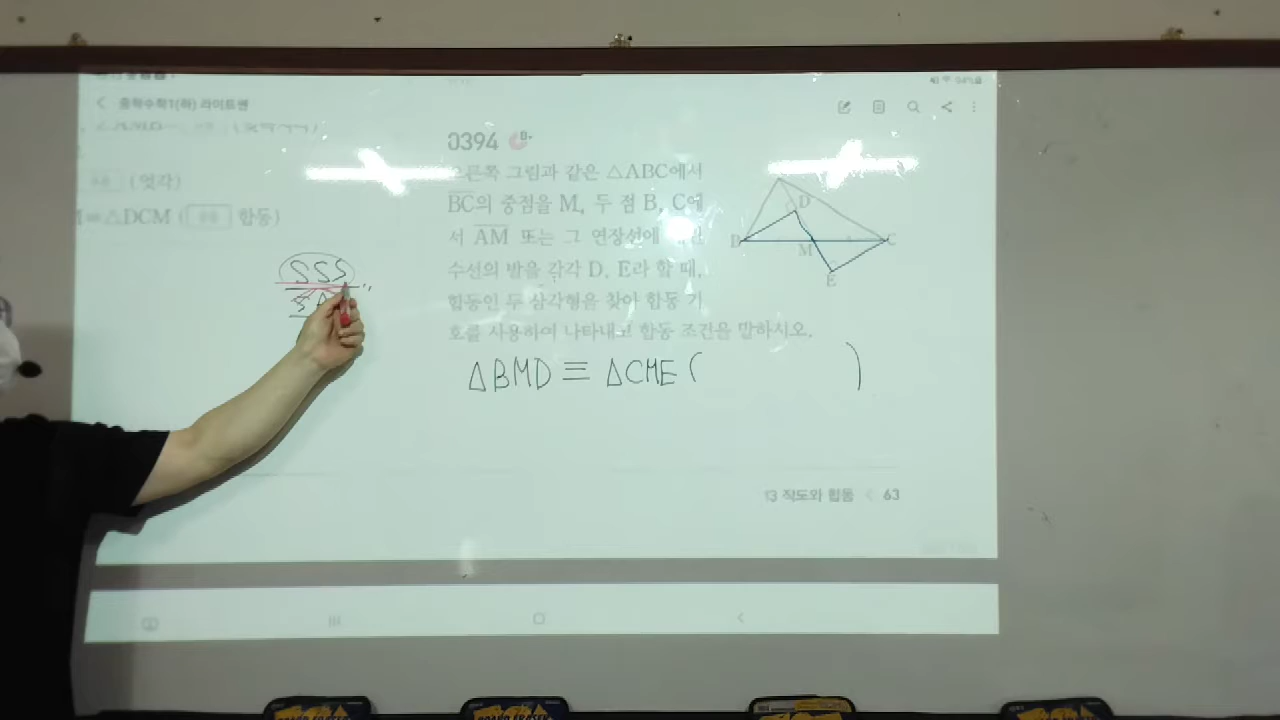 중학수학1(하) 라이트쎈
(엇각)
≡△DCM ( 합동)
SSS
0394
오른쪽 그림과 같은 △ABC에서
BC의 중점을 M, 두 점 B, C에
서 AM 또는 그 연장선에
수선의 발을 각각 D, E라 할 때,
합동인 두 삼각형을 찾아 합동 기
호를 사용하여 나타내고 합동 조건을 말하시오.
B D M C E
△BMD ≡ △CME ( )
13 작도와 합동 63